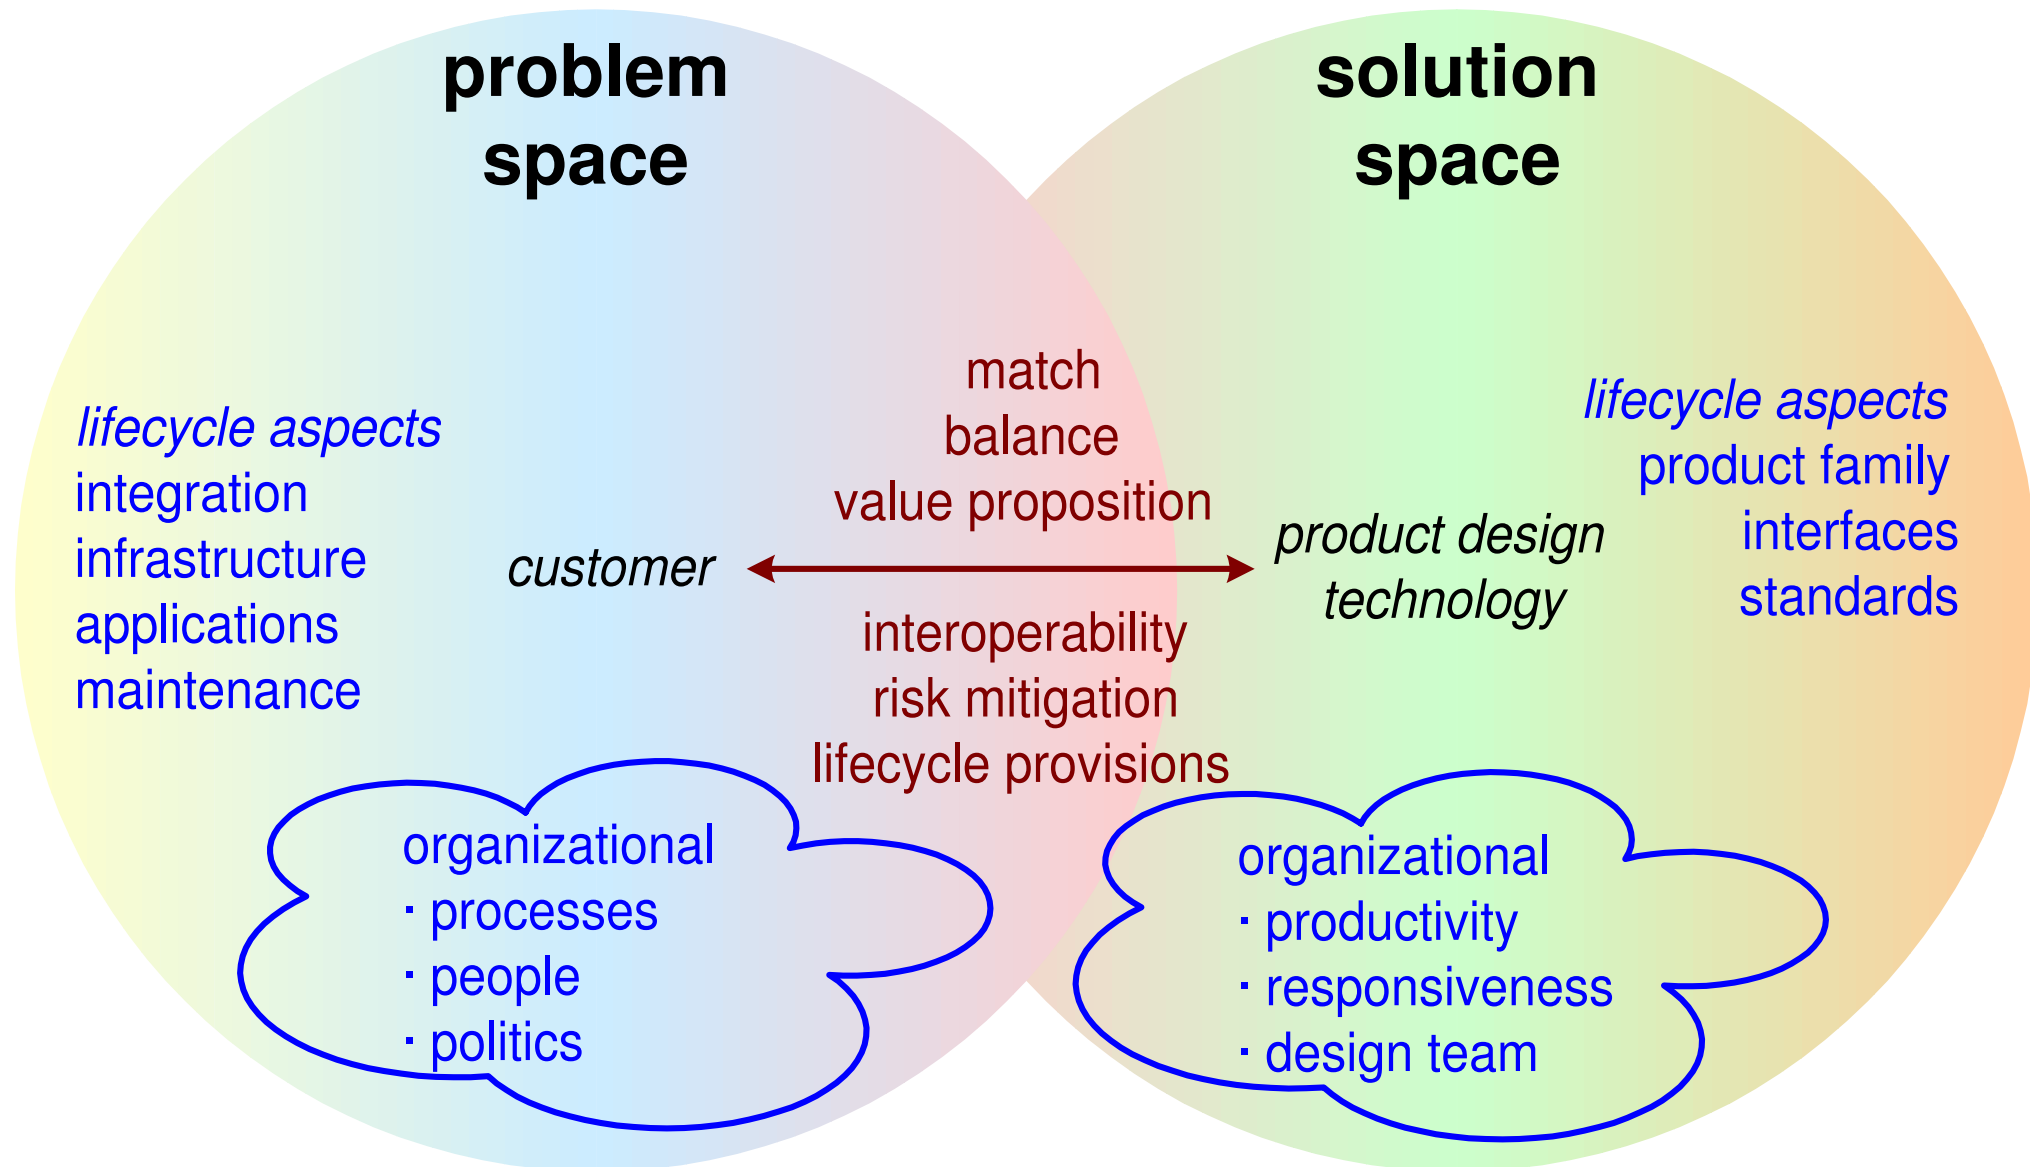 problem
space
solution
space
lifecycle aspects
integration
infrastructure
applications
maintenance
customer
match
balance
value proposition
interoperability
risk mitigation
lifecycle provisions
product design
technology
lifecycle aspects
product family
interfaces
standards
organizational
· processes
· people
· politics
organizational
· productivity
· responsiveness
· design team